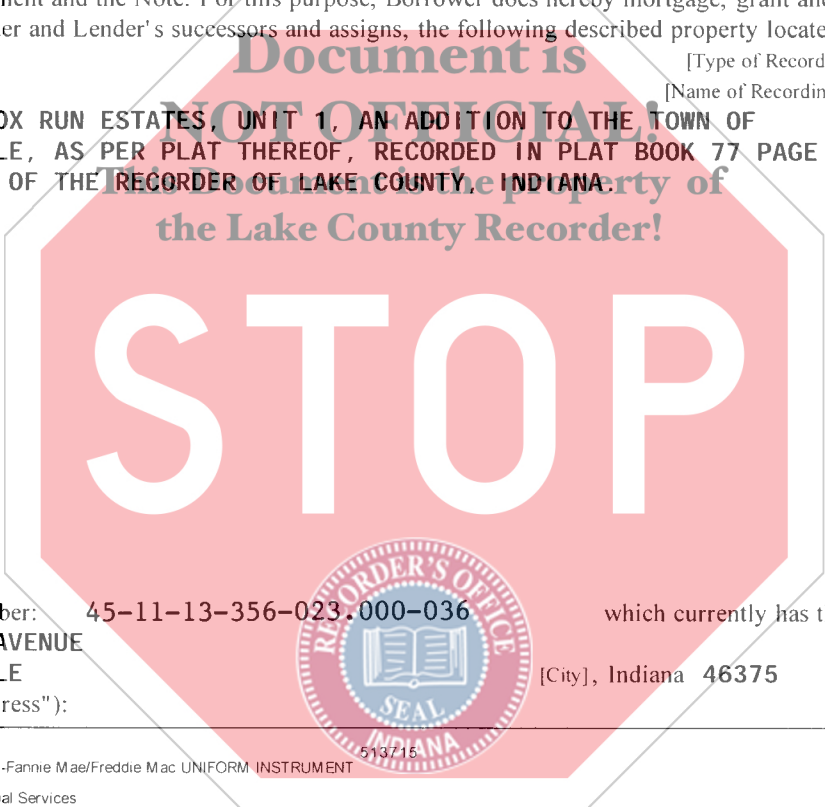 ment and the Note. For this purpose, Borrower does hereby mortgage, grant and
er and Lender's successors and assigns, the following described property locate
Document is
[Type of Record
NOT OFFICIAL!
[Name of Recordin
OX RUN ESTATES, UNIT 1, AN ADDITION TO THE TOWN OF
LE, AS PER PLAT THEREOF, RECORDED IN PLAT BOOK 77 PAGE
OF THE RECORDER OF LAKE COUNTY, INDIANA.
This Document is the property of
the Lake County Recorder!
STOP
RECORDER'S OFFICE
ber: 45-11-13-356-023.000-036 which currently has t
AVENUE
LE [City], Indiana 46375
ress"):
SEAL
INDIANA
513715
-Fannie Mae/Freddie Mac UNIFORM INSTRUMENT
al Services